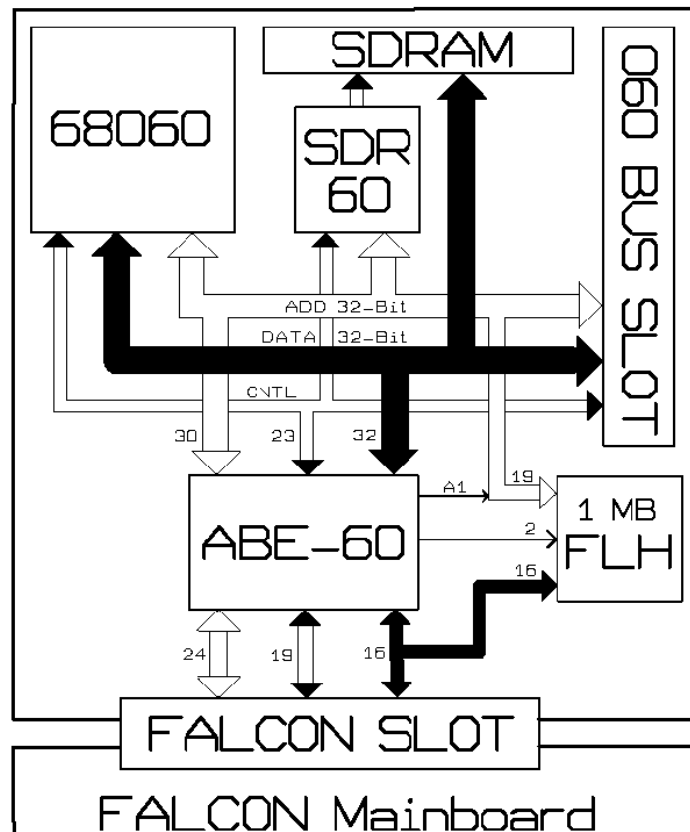 68060
SDRAM
SDR
60
060 BUS SLOT
ADD 32-Bit
DATA 32-Bit
CNTL
30
23
32
ABE-60
A1
19
2
1 MB
FLH
16
24
19
16
FALCON SLOT
FALCON Mainboard